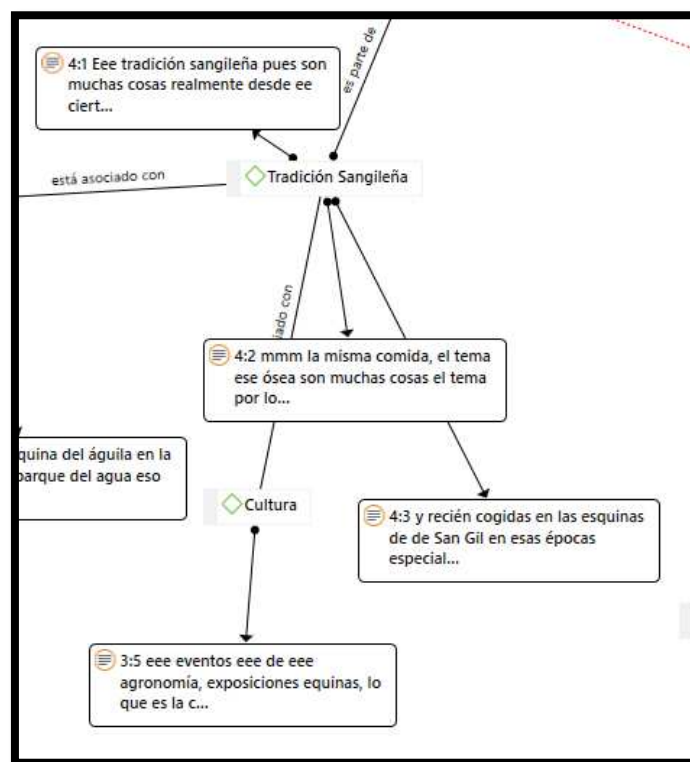 4:1 Eee tradición sangileña pues son
muchas cosas realmente desde ee
ciert...
es parte de
está asociado con
Tradición Sangileña
iado con
4:2 mmm la misma comida, el tema
ese ósea son muchas cosas el tema
por lo...
quina del águila en la
parque del agua eso
Cultura
4:3 y recién cogidas en las esquinas
de de San Gil en esas épocas
especial...
3:5 eee eventos eee de eee
agronomía, exposiciones equinas, lo
que es la c...